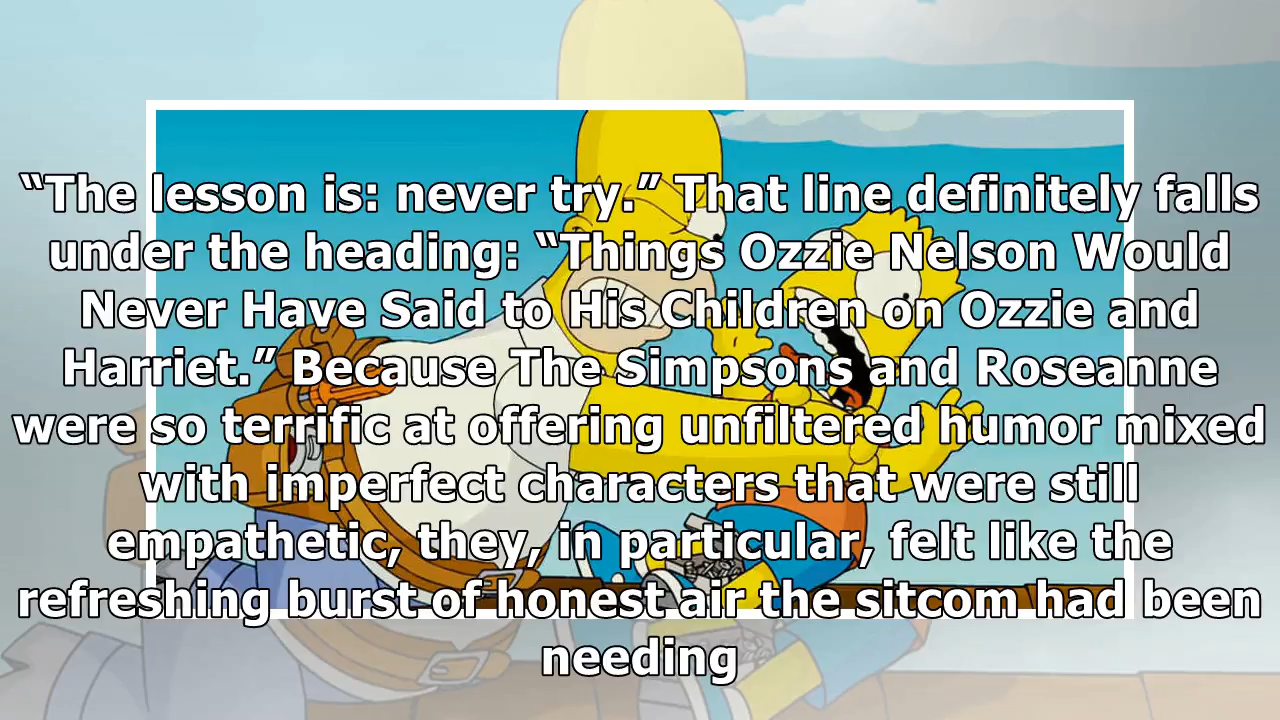 “The lesson is: never try.” That line definitely falls
under the heading: “Things Ozzie Nelson Would
Never Have Said to His Children on Ozzie and
Harriet.” Because The Simpsons and Roseanne
were so terrific at offering unfiltered humor mixed
with imperfect characters that were still
empathetic, they, in particular, felt like the
refreshing burst of honest air the sitcom had been
needing